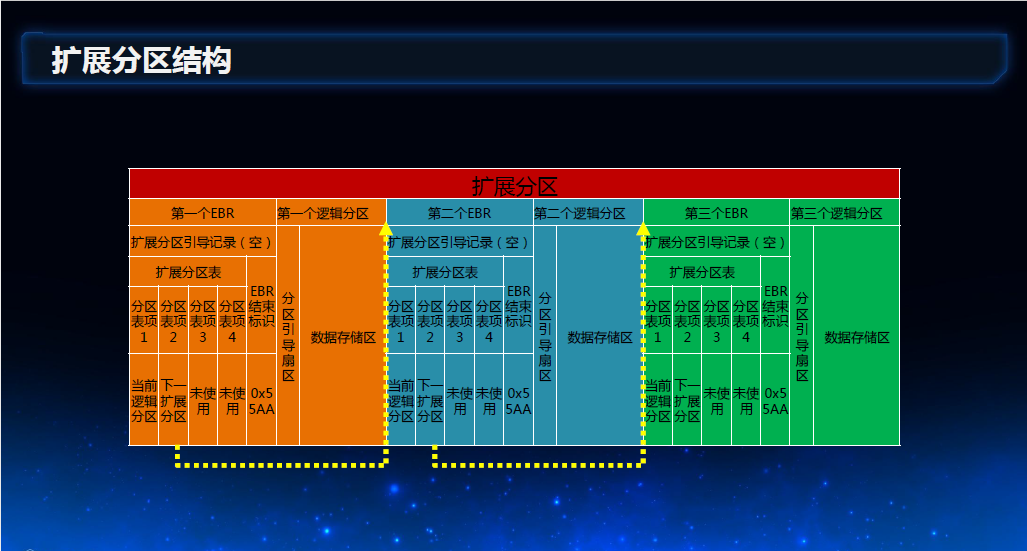 扩展分区结构
扩展分区
第一个EBR
第一个逻辑分区
第二个EBR
第二个逻辑分区
第三个EBR
第三个逻辑分区
扩展分区引导记录（空）
扩展分区表
分区
表项
1
分区
表项
2
分区
表项
3
分区
表项
4
EBR
结束
标识
当前
逻辑
分区
下一
扩展
分区
未使
用
未使
用
0x5
5AA
分
区
引
导
扇
区
数据存储区
扩展分区引导记录（空）
扩展分区表
分区
表项
1
分区
表项
2
分区
表项
3
分区
表项
4
EBR
结束
标识
当前
逻辑
分区
下一
扩展
分区
未使
用
未使
用
0x5
5AA
分
区
引
导
扇
区
数据存储区
扩展分区引导记录（空）
扩展分区表
分区
表项
1
分区
表项
2
分区
表项
3
分区
表项
4
EBR
结束
标识
当前
逻辑
分区
下一
扩展
分区
未使
用
未使
用
0x5
5AA
分
区
引
导
扇
区
数据存储区